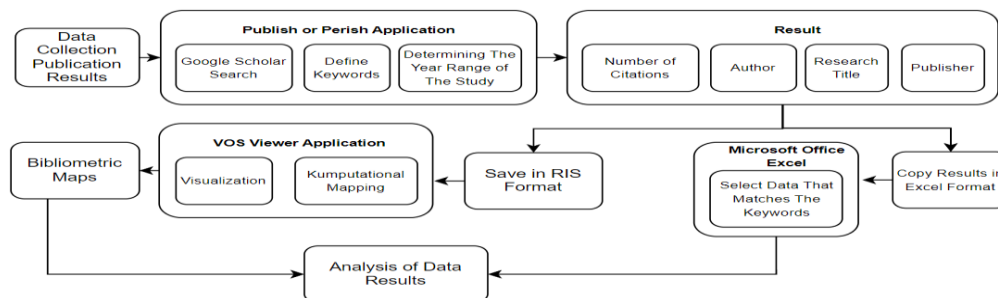 Data
Collection
Publication
Results
Publish or Perish Application
Google Scholar
Search
Define
Keywords
Determining The
Year Range of
The Study
Result
Number of
Citations
Author
Research
Title
Publisher
Bibliometric
Maps
VOS Viewer Application
Visualization
Kumputational
Mapping
Save in RIS
Format
Microsoft Office
Excel
Select Data That
Matches The
Keywords
Copy Results in
Excel Format
Analysis of Data
Results